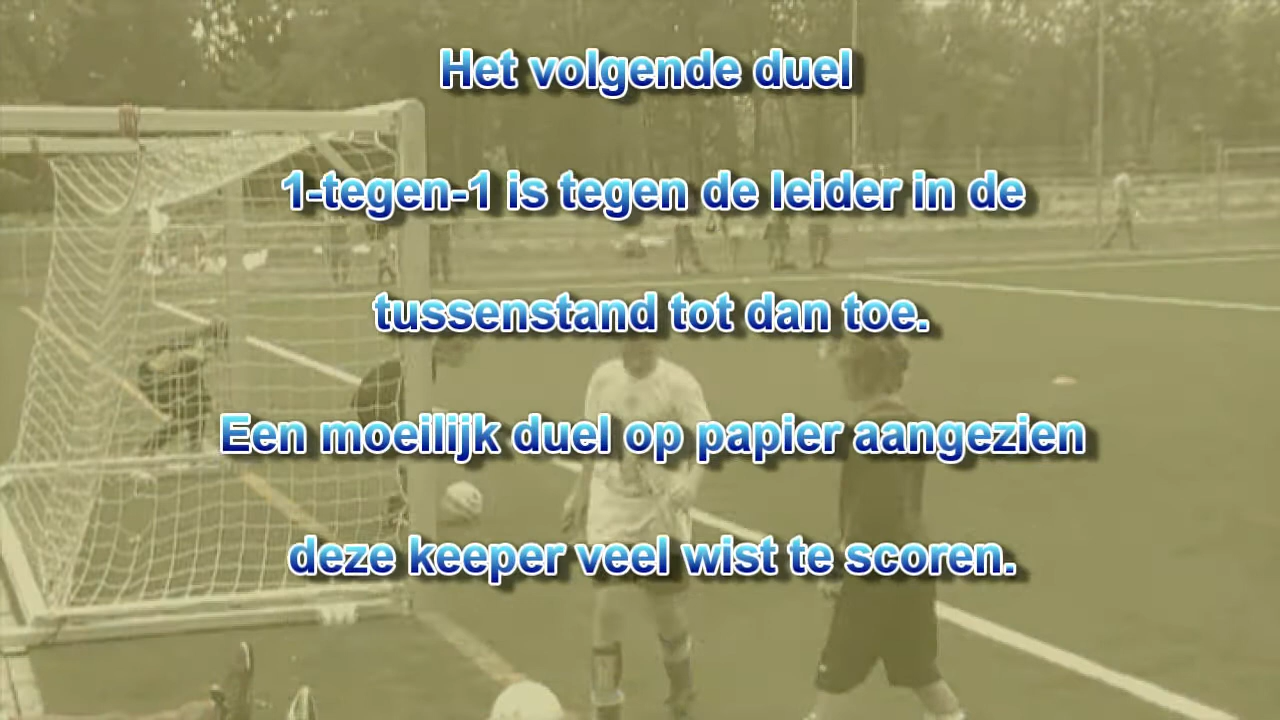 Het volgende duel
1-tegen-1 is tegen de leider in de
tussenstand tot dan toe.
Een moeilijk duel op papier aangezien
deze keeper veel wist te scoren.